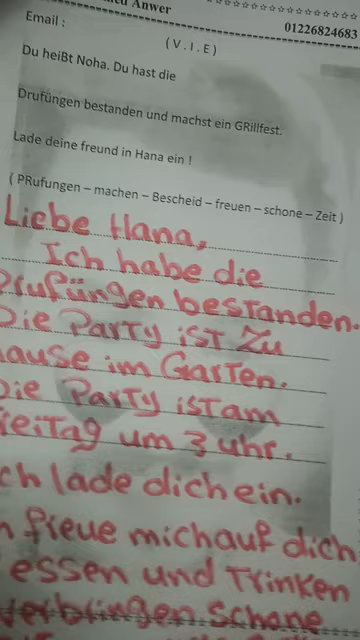 Anwer
01226824683
Email :
( V . I . E )
Du heißt Noha. Du hast die
Drufüngen bestanden und machst ein GRillfest.
Lade deine freund in Hana ein !
( PRufungen – machen – Bescheid – freuen – schone – Zeit )
Liebe Hana,
Ich habe die
prufüngen bestanden.
Die Party ist zu
hause im Garten.
Die Party ist am
freitag um 3 uhr.
ch lade dich ein.
freue mich auf dich
essen und Trinken
verbringen schone